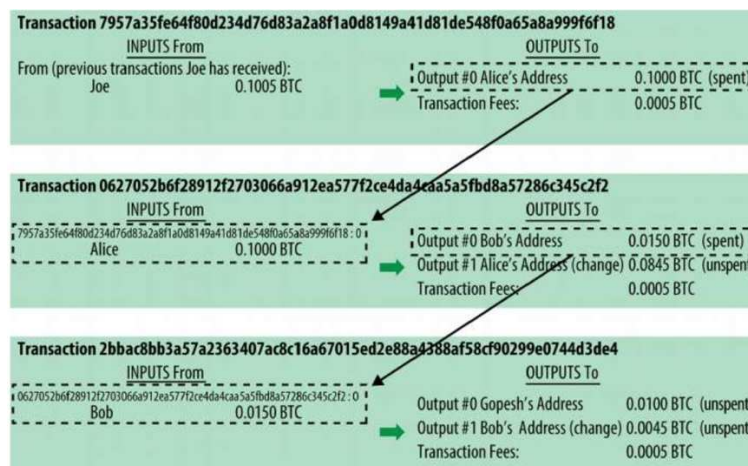 Transaction 7957a35fe64f80d234d76d83a2a8f1a0d8149a41d81de548f0a65a8a999f6f18
INPUTS From
OUTPUTS To
From (previous transactions Joe has received):
Joe 0.1005 BTC
Output #0 Alice's Address 0.1000 BTC (spent)
Transaction Fees: 0.0005 BTC
Transaction 0627052b6f28912f2703066a912ea577f2ce4da4caa5a5fbd8a57286c345c2f2
INPUTS From
OUTPUTS To
7957a35fe64f80d234d76d83a2a8f1a0d8149a41d81de548f0a65a8a999f6f18 : 0
Alice 0.1000 BTC
Output #0 Bob's Address 0.0150 BTC (spent)
Output #1 Alice's Address (change) 0.0845 BTC (unspent
Transaction Fees: 0.0005 BTC
Transaction 2bbac8bb3a57a2363407ac8c16a67015ed2e88a4388af58cf90299e0744d3de4
INPUTS From
OUTPUTS To
0627052b6f28912f2703066a912ea577f2ce4da4caa5a5fbd8a57286c345c2f2 : 0
Bob 0.0150 BTC
Output #0 Gopesh's Address 0.0100 BTC (unspent
Output #1 Bob's Address (change) 0.0045 BTC (unspent
Transaction Fees: 0.0005 BTC